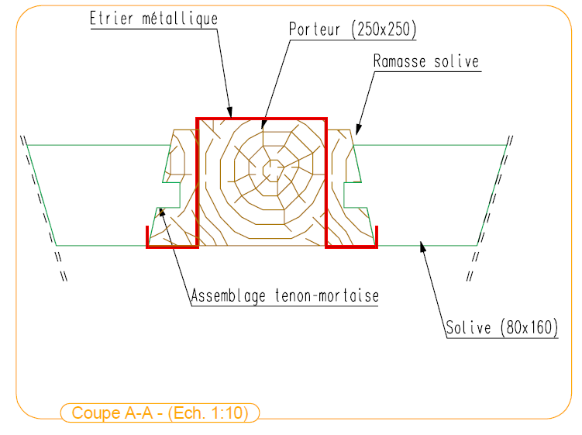 Etrier métallique
Porteur (250x250)
Ramasse solive
Assemblage tenon-mortaise
Solive (80x160)
Coupe A-A - (Ech. 1:10)